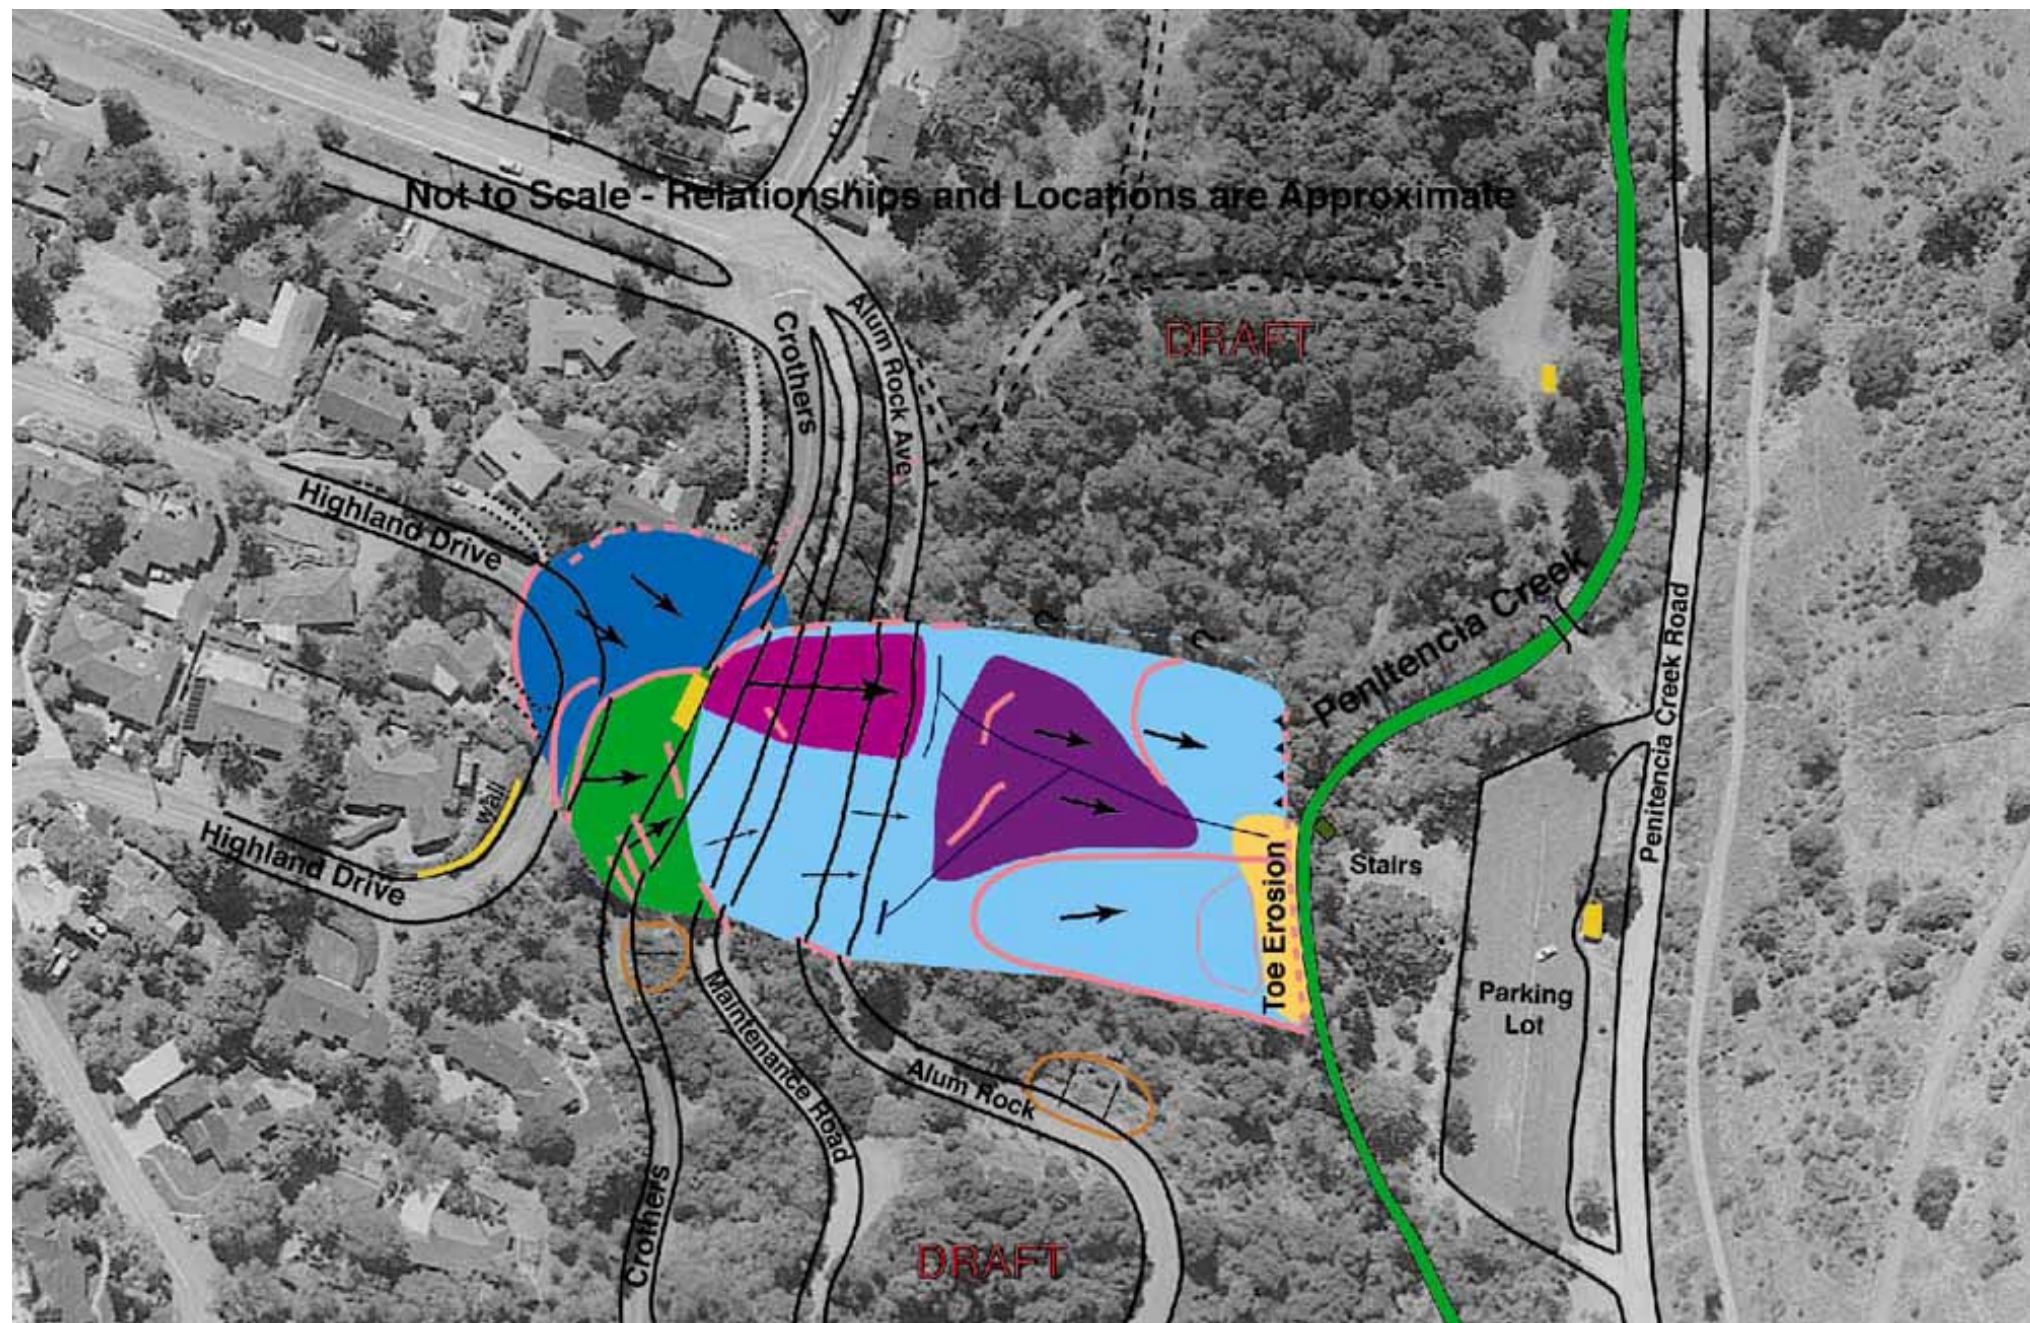 Not to Scale - Relationships and Locations are Approximate
DRAFT
Crothers
Alum Rock Ave
Highland Drive
Penitencia Creek
Penitencia Creek Road
Wall
Highland Drive
Toe Erosion
Stairs
Parking
Lot
Maintenance Road
Alum Rock
Crothers
DRAFT